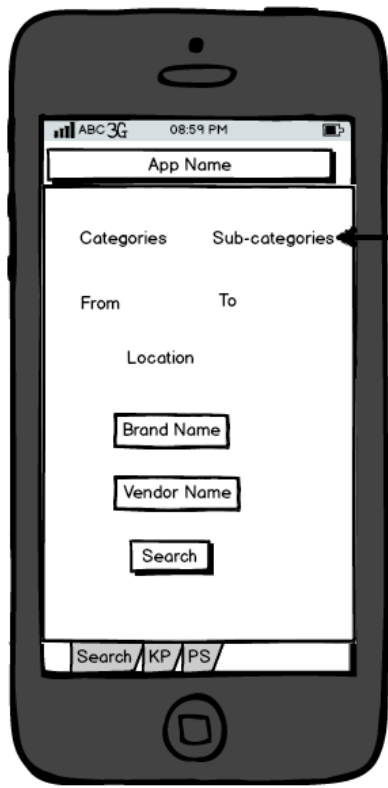 ABC 3G 08:59 PM
App Name
Categories Sub-categories
From To
Location
Brand Name
Vendor Name
Search
Search KP PS